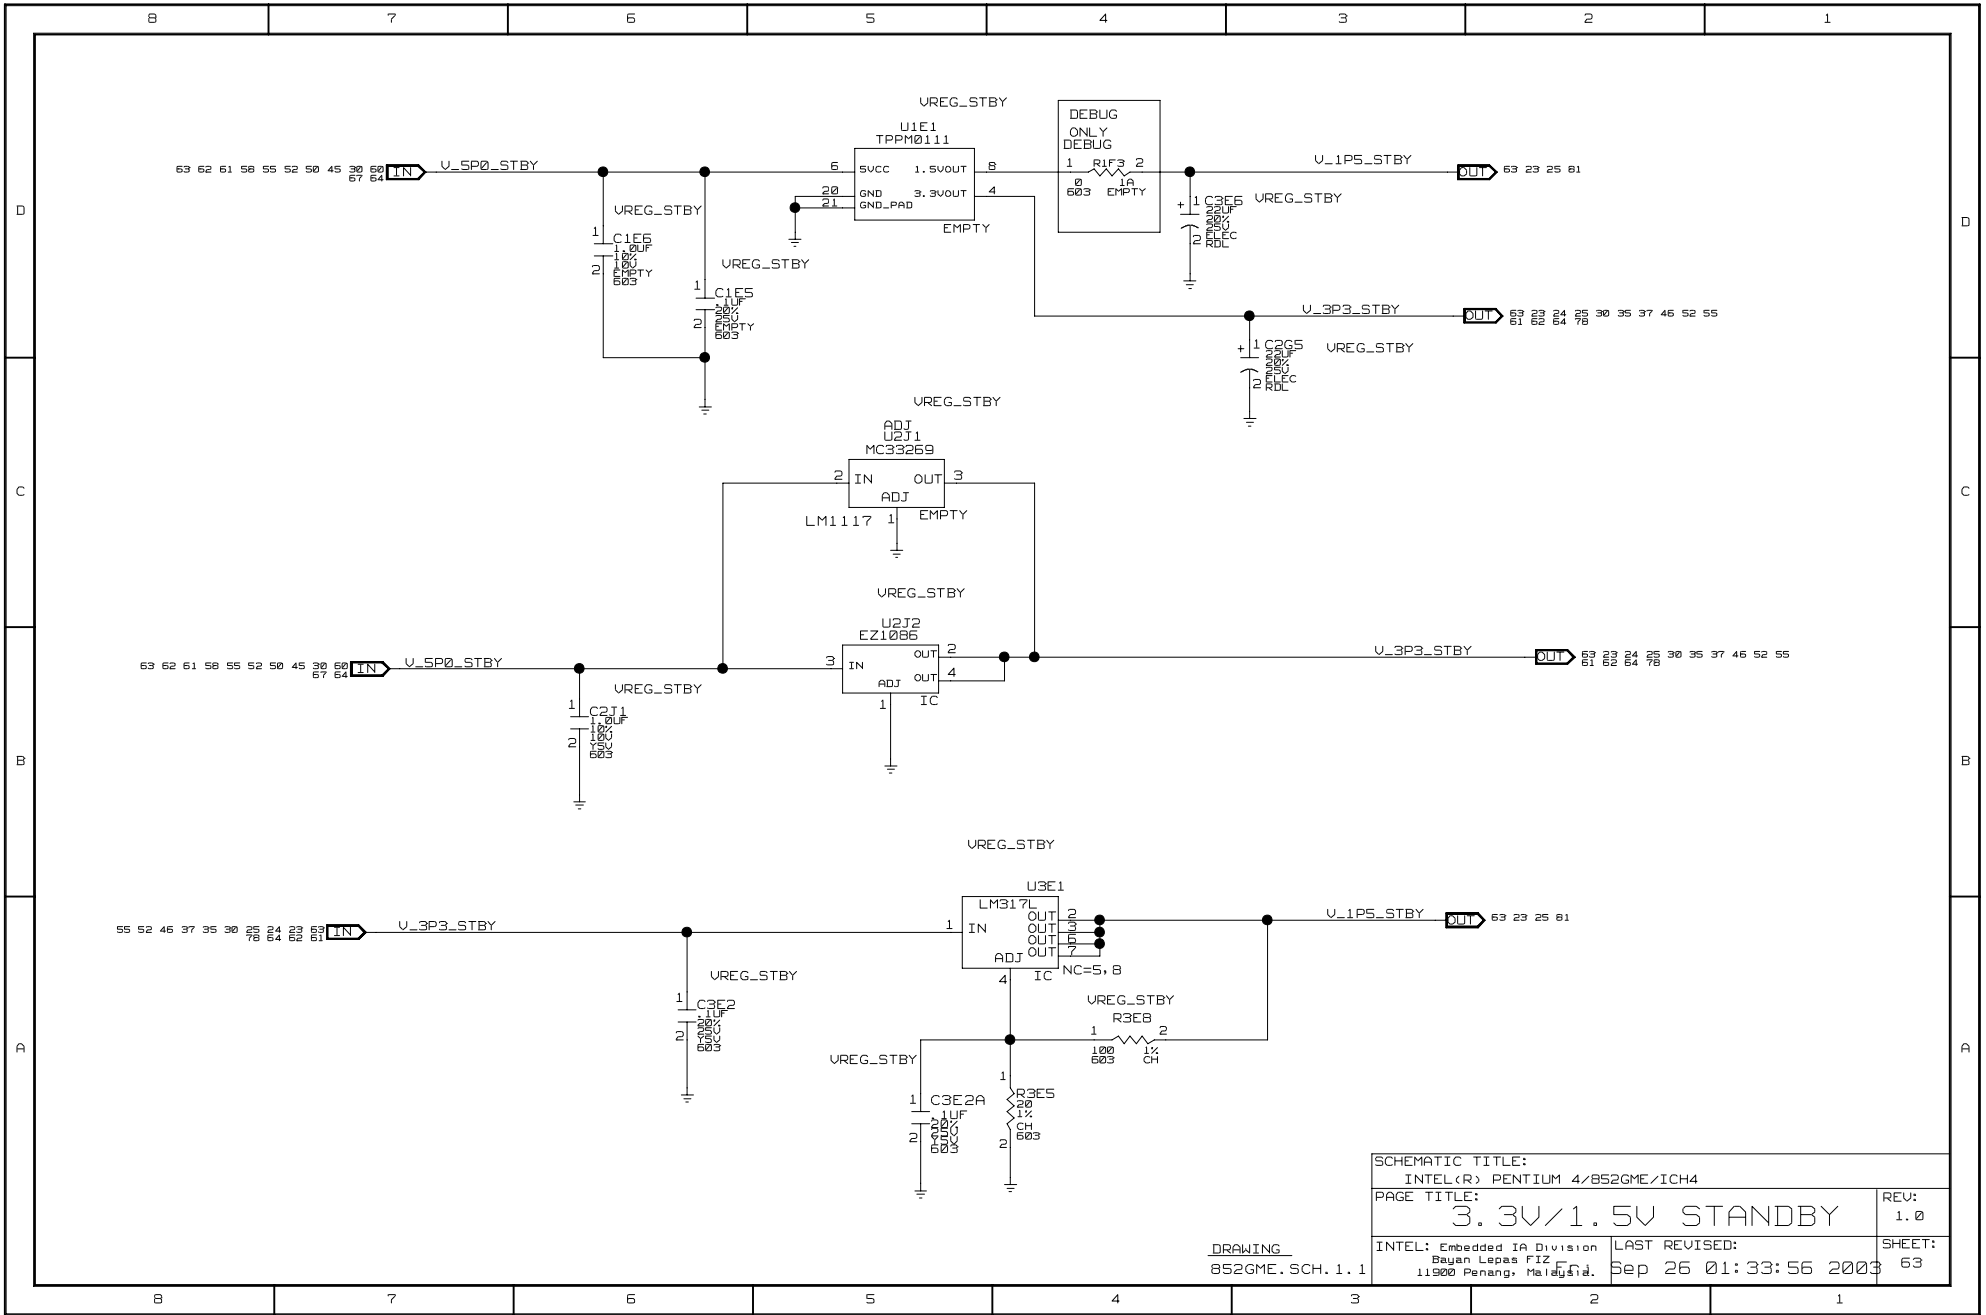 8 7 6 5 4 3 2 1
VREG_STBY
DEBUG
ONLY
DEBUG
U1E1
TPPM0111
63 62 61 58 55 52 50 45 30 60
67 64
IN
V_5P0_STBY
6 5VCC 1.5VOUT 8
20 GND 3.3VOUT 4
21 GND_PAD
EMPTY
1 R1F3 2
0 1A
603 EMPTY
V_1P5_STBY
OUT
63 23 25 81
VREG_STBY
+ 1 C3E6
22UF
20%
25V
ELEC
2 RDL
D
D
VREG_STBY
1 C1E6
1.0UF
10%
10V
2 EMPTY
603
VREG_STBY
1 C1E5
.1UF
20%
25V
2 EMPTY
603
V_3P3_STBY
OUT
63 23 24 25 30 35 37 46 52 55
61 62 64 78
+ 1 C2G5
22UF
20%
25V
ELEC
2 RDL
VREG_STBY
VREG_STBY
ADJ
U2J1
MC33269
2 IN OUT 3
ADJ
LM1117 1 EMPTY
C
C
VREG_STBY
U2J2
EZ1086
63 62 61 58 55 52 50 45 30 60
67 64
IN
V_5P0_STBY
3 IN OUT 2
ADJ OUT 4
1 IC
V_3P3_STBY
OUT
63 23 24 25 30 35 37 46 52 55
61 62 64 78
VREG_STBY
1 C2J1
1.0UF
10%
10V
2 Y5V
603
B
B
VREG_STBY
U3E1
LM317L
55 52 46 37 35 30 25 24 23 63
78 64 62 61
IN
V_3P3_STBY
1 IN OUT 2
OUT 3
OUT 6
ADJ OUT 7
4 IC NC=5,8
V_1P5_STBY
OUT
63 23 25 81
VREG_STBY
1 C3E2
.1UF
20%
25V
2 Y5V
603
VREG_STBY
R3E8
1 2
100 1%
603 CH
A
A
VREG_STBY
1 C3E2A
.1UF
20%
25V
2 Y5V
603
1 R3E5
20
1%
CH
2 603
SCHEMATIC TITLE:
INTEL(R) PENTIUM 4/852GME/ICH4
PAGE TITLE:
3.3V/1.5V STANDBY
REV:
1.0
DRAWING
852GME.SCH.1.1
INTEL: Embedded IA Division
Bayan Lepas FIZ
11900 Penang, Malaysia.
LAST REVISED:
Fri Sep 26 01:33:56 2003
SHEET:
63
8 7 6 5 4 3 2 1